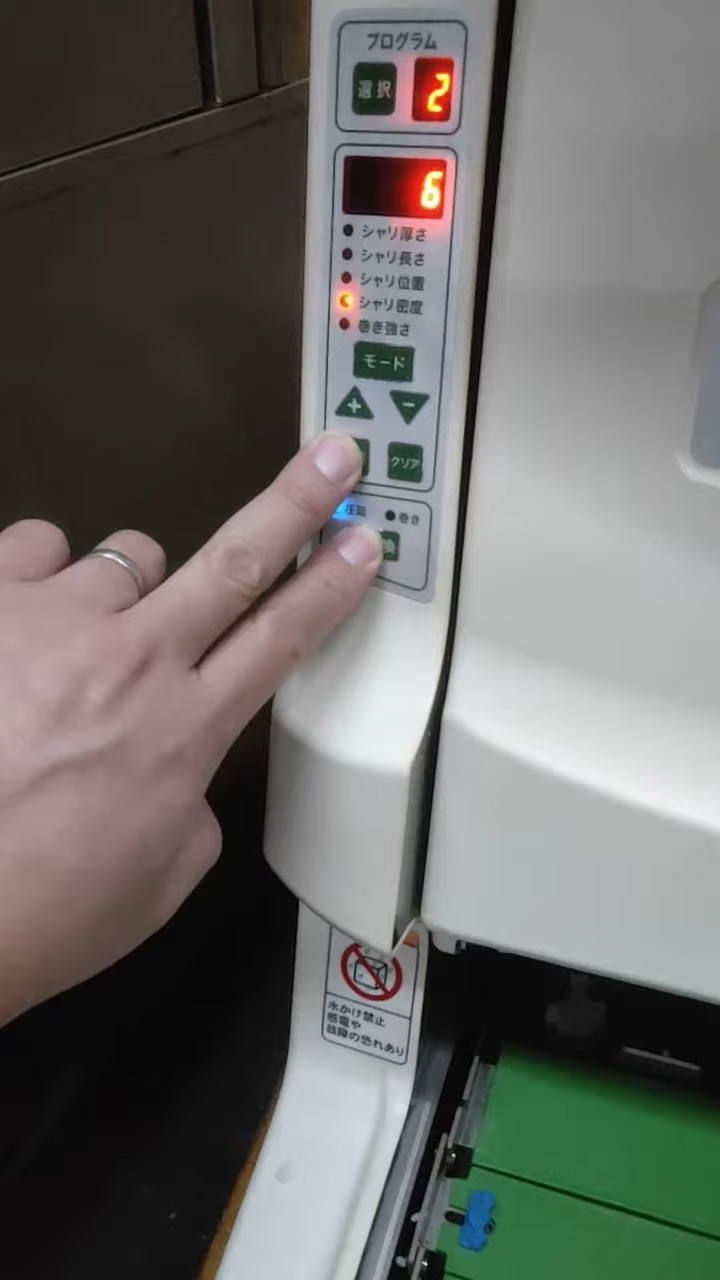 プログラム
選択
2
6
シャリ厚さ
シャリ長さ
シャリ位置
シャリ密度
巻き強さ
モード
+ −
クリア
圧延 巻き
換
水かけ禁止
感電や
故障の恐れあり